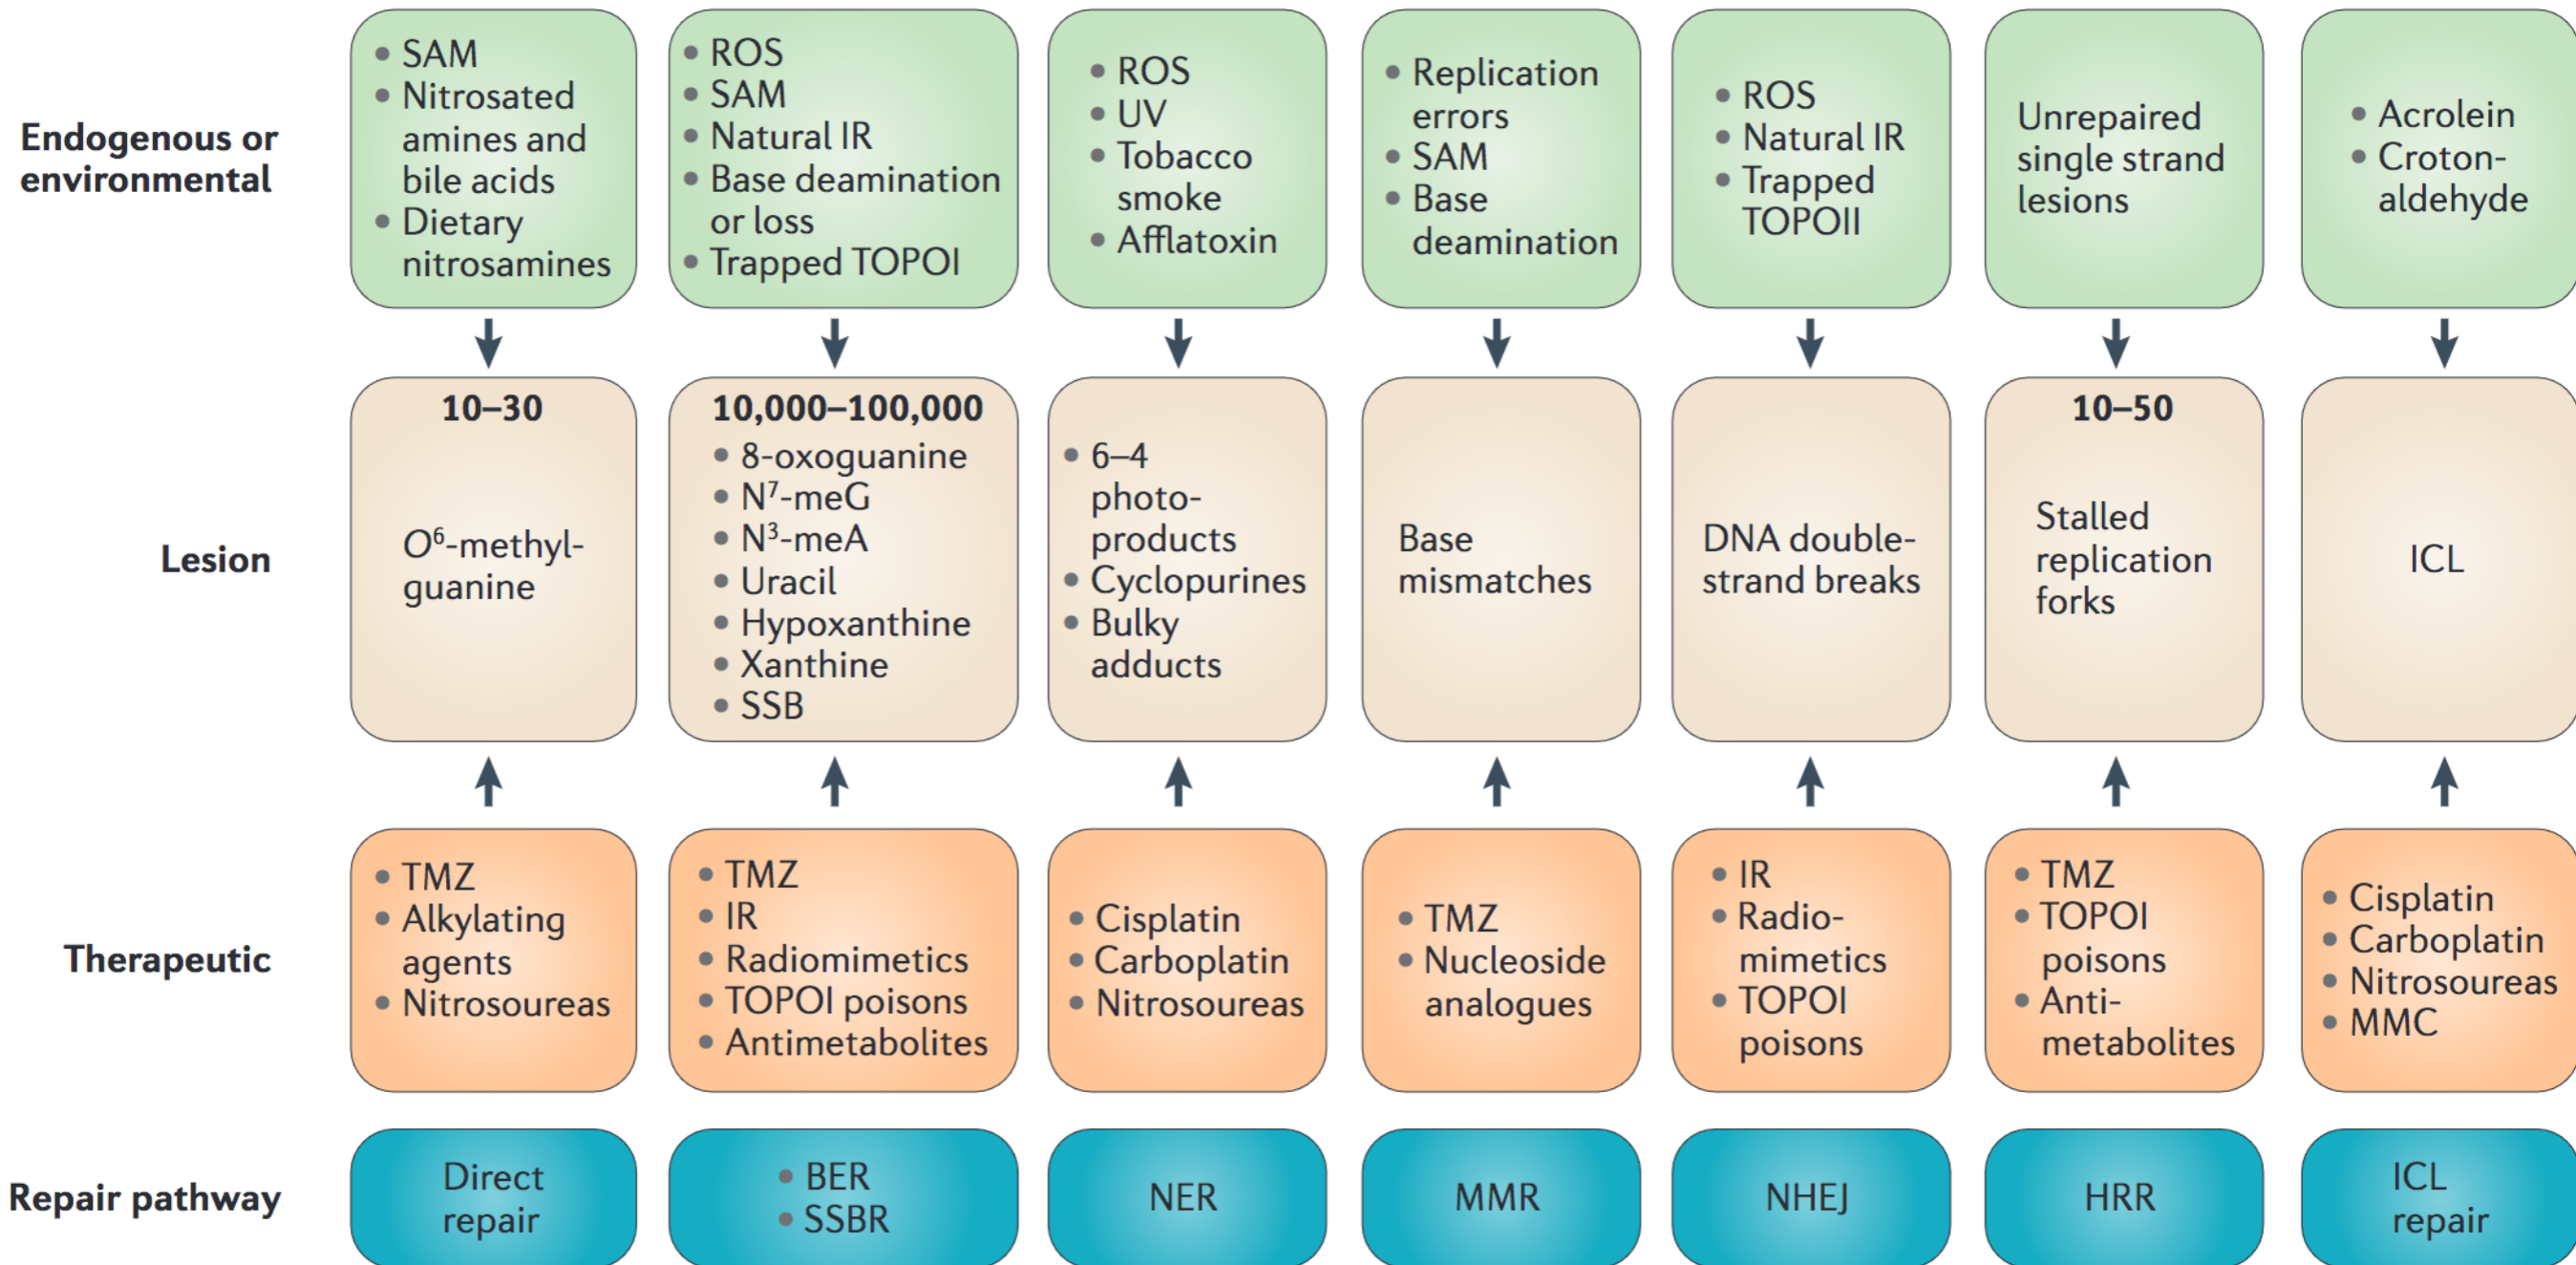 Endogenous or
environmental
• SAM
• Nitrosated
amines and
bile acids
• Dietary
nitrosamines
• ROS
• SAM
• Natural IR
• Base deamination
or loss
• Trapped TOPOI
• ROS
• UV
• Tobacco
smoke
• Afflatoxin
• Replication
errors
• SAM
• Base
deamination
• ROS
• Natural IR
• Trapped
TOPOII
Unrepaired
single strand
lesions
• Acrolein
• Croton-
aldehyde
Lesion
10–30
O⁶-methyl-
guanine
10,000–100,000
• 8-oxoguanine
• N⁷-meG
• N³-meA
• Uracil
• Hypoxanthine
• Xanthine
• SSB
• 6–4
photo-
products
• Cyclopurines
• Bulky
adducts
Base
mismatches
DNA double-
strand breaks
10–50
Stalled
replication
forks
ICL
Therapeutic
• TMZ
• Alkylating
agents
• Nitrosoureas
• TMZ
• IR
• Radiomimetics
• TOPOI poisons
• Antimetabolites
• Cisplatin
• Carboplatin
• Nitrosoureas
• TMZ
• Nucleoside
analogues
• IR
• Radio-
mimetics
• TOPOI
poisons
• TMZ
• TOPOI
poisons
• Anti-
metabolites
• Cisplatin
• Carboplatin
• Nitrosoureas
• MMC
Repair pathway
Direct
repair
• BER
• SSBR
NER
MMR
NHEJ
HRR
ICL
repair